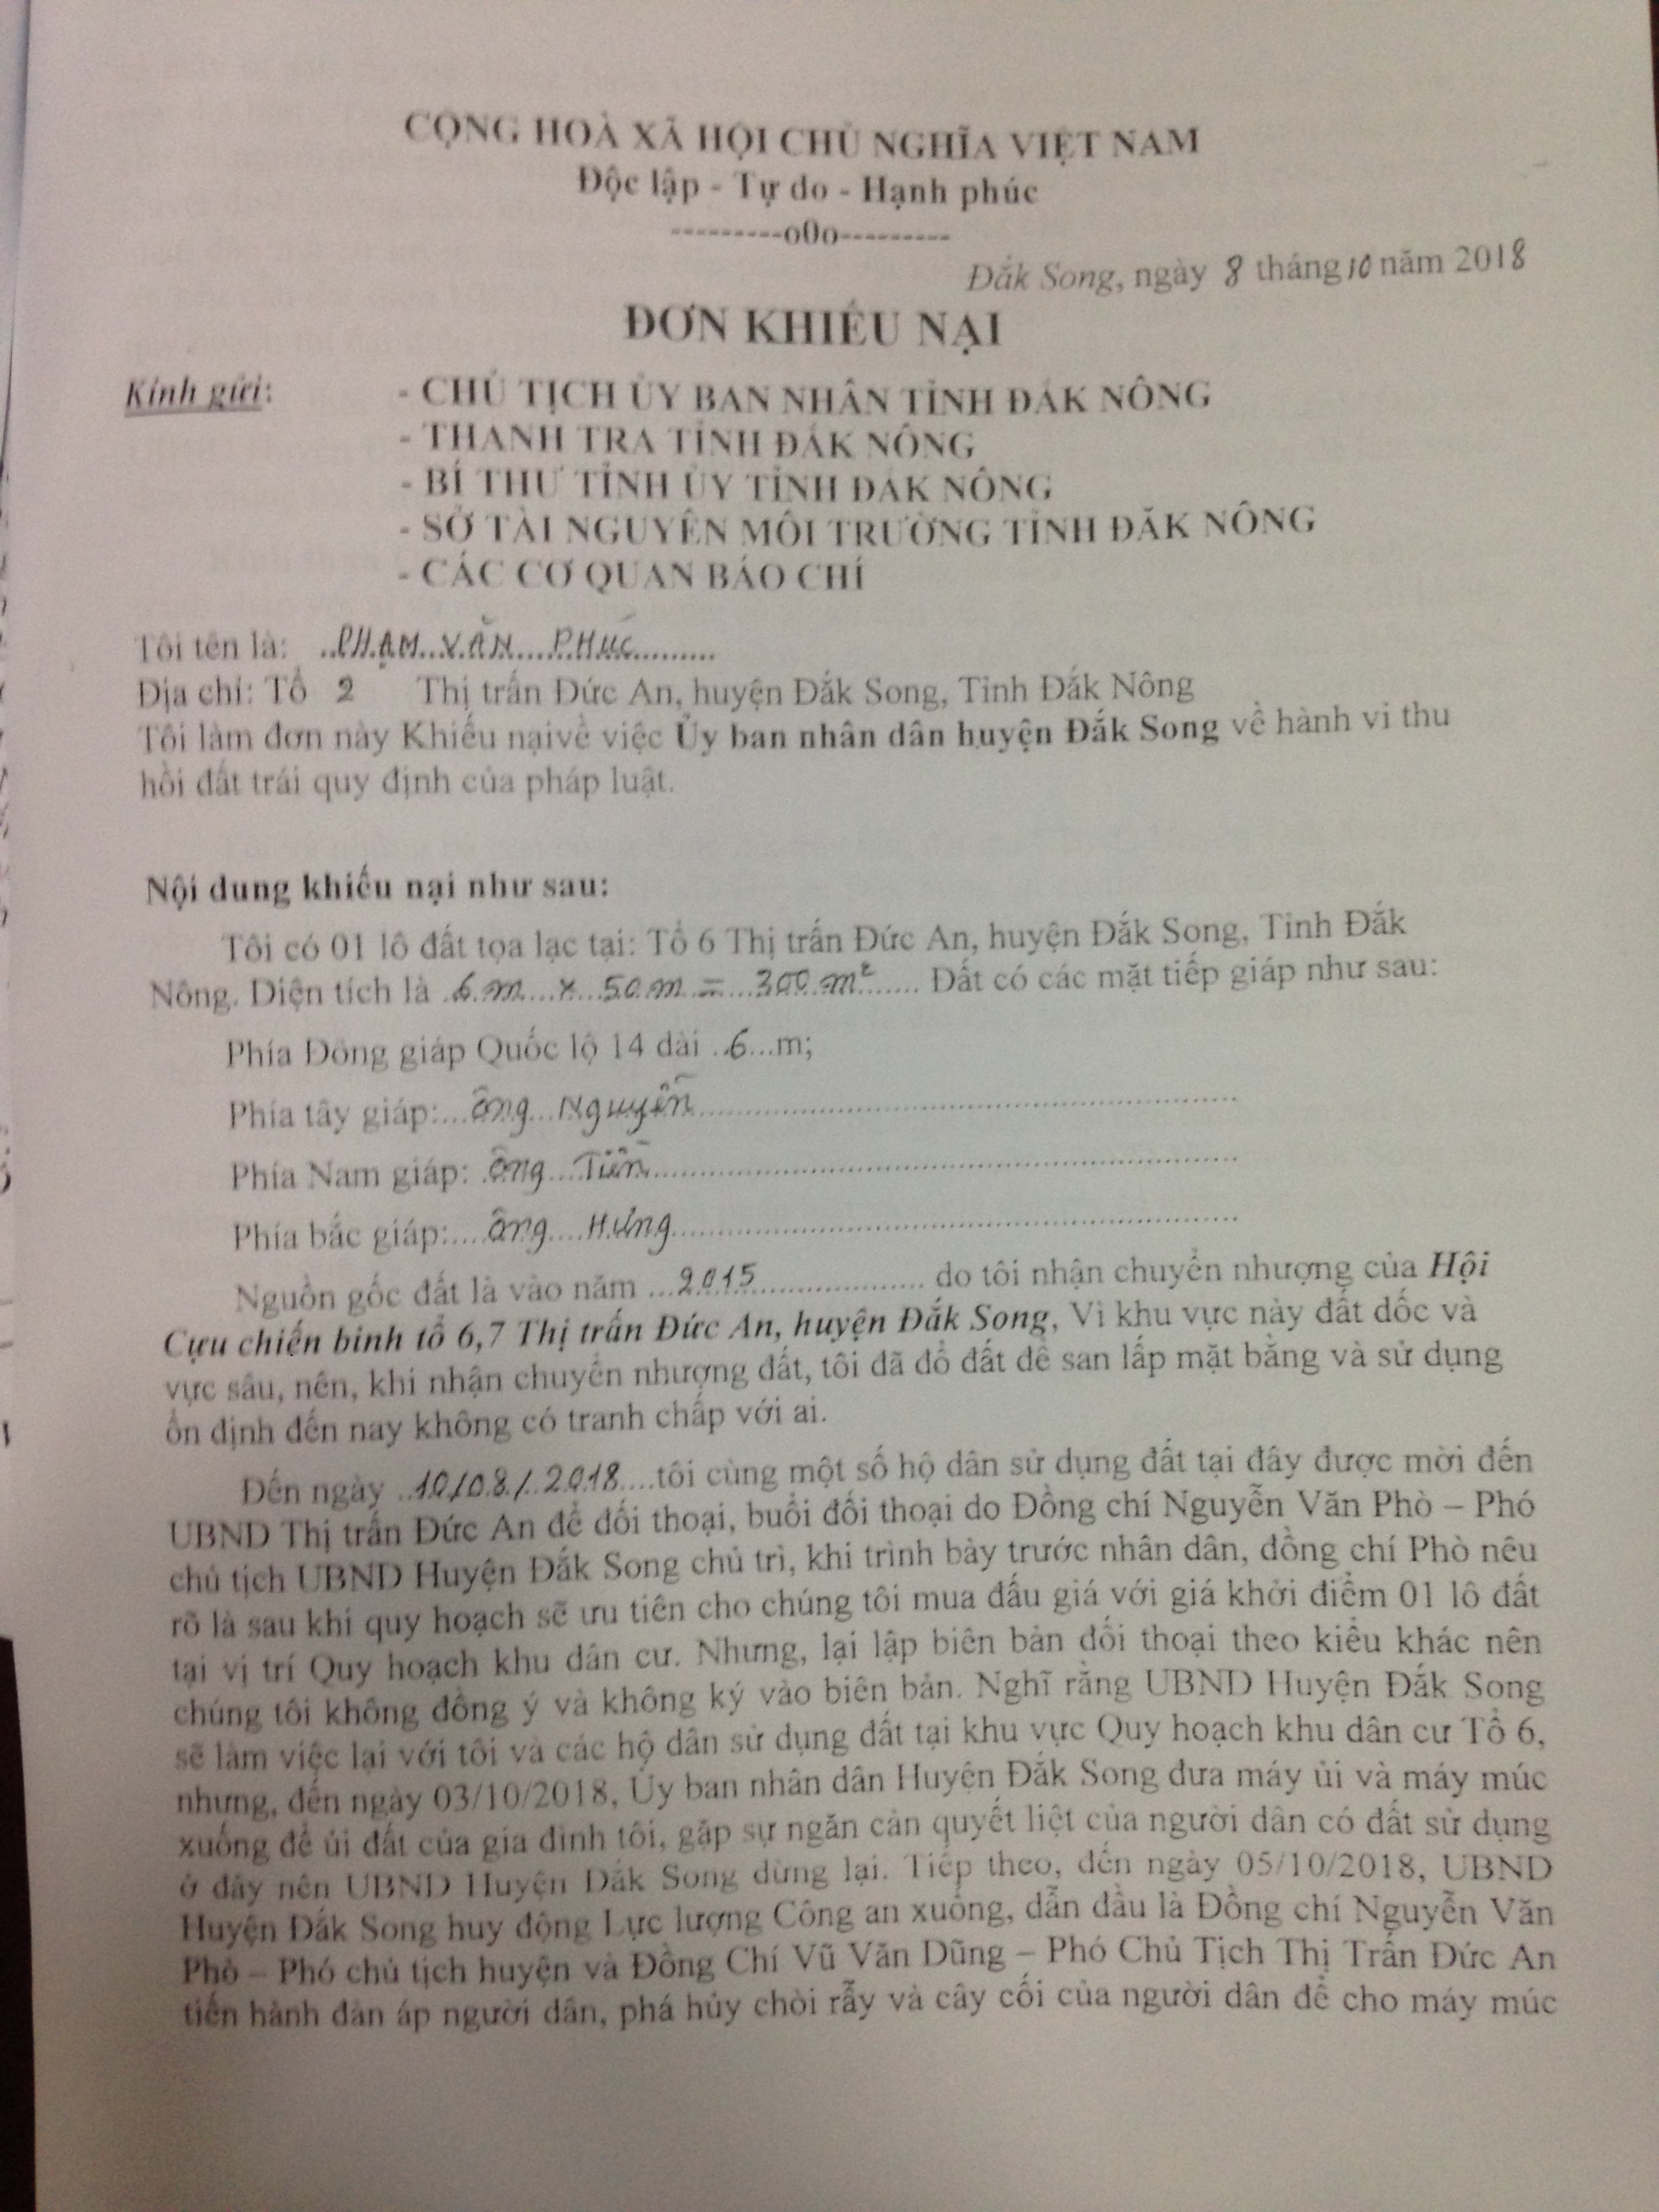 CỘNG HOÀ XÃ HỘI CHỦ NGHĨA VIỆT NAM
Độc lập - Tự do - Hạnh phúc
---------o0o---------
Đắk Song, ngày 8 tháng 10 năm 2018
ĐƠN KHIẾU NẠI
Kính gửi: - CHỦ TỊCH ỦY BAN NHÂN TỈNH ĐẮK NÔNG
- THANH TRA TỈNH ĐẮK NÔNG
- BÍ THƯ TỈNH ỦY TỈNH ĐẮK NÔNG
- SỞ TÀI NGUYÊN MÔI TRƯỜNG TỈNH ĐĂK NÔNG
- CÁC CƠ QUAN BÁO CHÍ
Tôi tên là: PHẠM VĂN PHÚC
Địa chỉ: Tổ 2 Thị trấn Đức An, huyện Đắk Song, Tỉnh Đắk Nông
Tôi làm đơn này Khiếu nạivề việc Ủy ban nhân dân huyện Đắk Song về hành vi thu
hồi đất trái quy định của pháp luật.
Nội dung khiếu nại như sau:
Tôi có 01 lô đất tọa lạc tại: Tổ 6 Thị trấn Đức An, huyện Đắk Song, Tỉnh Đắk
Nông. Diện tích là 6m x 50m = 300m² Đất có các mặt tiếp giáp như sau:
Phía Đông giáp Quốc lộ 14 dài ..6...m;
Phía tây giáp:....ông...Nguyễn
Phía Nam giáp: ông Tiến
Phía bắc giáp:.....ông....Hưng
Nguồn gốc đất là vào năm ...2015 do tôi nhận chuyển nhượng của Hội
Cựu chiến binh tổ 6,7 Thị trấn Đức An, huyện Đắk Song, Vì khu vực này đất dốc và
vực sâu, nên, khi nhận chuyển nhượng đất, tôi đã đổ đất để san lấp mặt bằng và sử dụng
ổn định đến nay không có tranh chấp với ai.
Đến ngày ..10/08/2018....tôi cùng một số hộ dân sử dụng đất tại đây được mời đến
UBND Thị trấn Đức An để đối thoại, buổi đối thoại do Đồng chí Nguyễn Văn Phò – Phó
chủ tịch UBND Huyện Đắk Song chủ trì, khi trình bày trước nhân dân, đồng chí Phò nêu
rõ là sau khi quy hoạch sẽ ưu tiên cho chúng tôi mua đấu giá với giá khởi điểm 01 lô đất
tại vị trí Quy hoạch khu dân cư. Nhưng, lại lập biên bản đối thoại theo kiểu khác nên
chúng tôi không đồng ý và không ký vào biên bản. Nghĩ rằng UBND Huyện Đắk Song
sẽ làm việc lại với tôi và các hộ dân sử dụng đất tại khu vực Quy hoạch khu dân cư Tổ 6,
nhưng, đến ngày 03/10/2018, Ủy ban nhân dân Huyện Đắk Song đưa máy ủi và máy múc
xuống để ủi đất của gia đình tôi, gặp sự ngăn cản quyết liệt của người dân có đất sử dụng
ở đây nên UBND Huyện Đắk Song dừng lại. Tiếp theo, đến ngày 05/10/2018, UBND
Huyện Đắk Song huy động Lực lượng Công an xuống, dẫn đầu là Đồng chí Nguyễn Văn
Phò – Phó chủ tịch huyện và Đồng Chí Vũ Văn Dũng – Phó Chủ Tịch Thị Trấn Đức An
tiến hành đàn áp người dân, phá hủy chòi rẫy và cây cối của người dân để cho máy múc